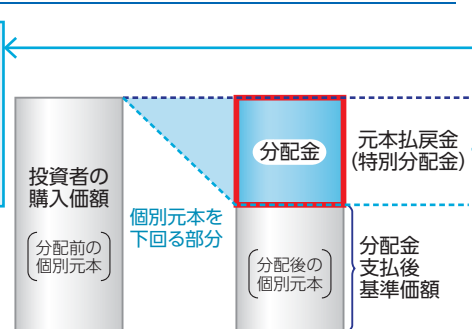 投資者の
購入価額
(分配前の
個別元本)
個別元本を
下回る部分
分配金
(分配後の
個別元本)
元本払戻金
(特別分配金)
分配金
支払後
基準価額